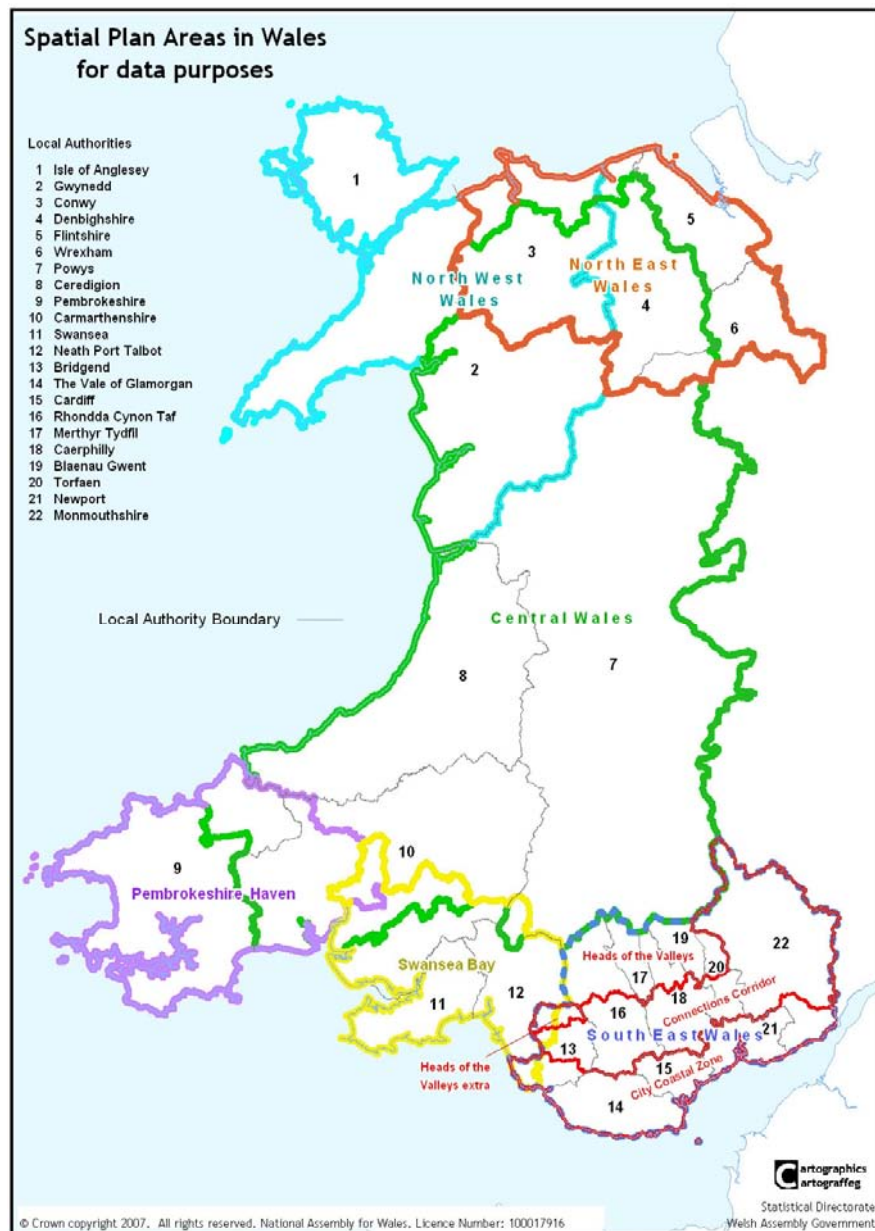 Spatial Plan Areas in Wales
for data purposes
Local Authorities
1 Isle of Anglesey
2 Gwynedd
3 Conwy
4 Denbighshire
5 Flintshire
6 Wrexham
7 Powys
8 Ceredigion
9 Pembrokeshire
10 Carmarthenshire
11 Swansea
12 Neath Port Talbot
13 Bridgend
14 The Vale of Glamorgan
15 Cardiff
16 Rhondda Cynon Taf
17 Merthyr Tydfil
18 Caerphilly
19 Blaenau Gwent
20 Torfaen
21 Newport
22 Monmouthshire
Local Authority Boundary
1
5
3
North West
Wales
North East
Wales
4
6
2
Central Wales
7
8
10
9
Pembrokeshire Haven
Swansea Bay
11
12
Heads of the Valleys
19
22
17
20
18
16
Connections Corridor
South East Wales
21
13
Heads of the
Valleys extra
15
City Coastal Zone
14
Cartographics
Cartograffeg
Statistical Directorate
Welsh Assembly Government
© Crown copyright 2007. All rights reserved. National Assembly for Wales. Licence Number: 100017916